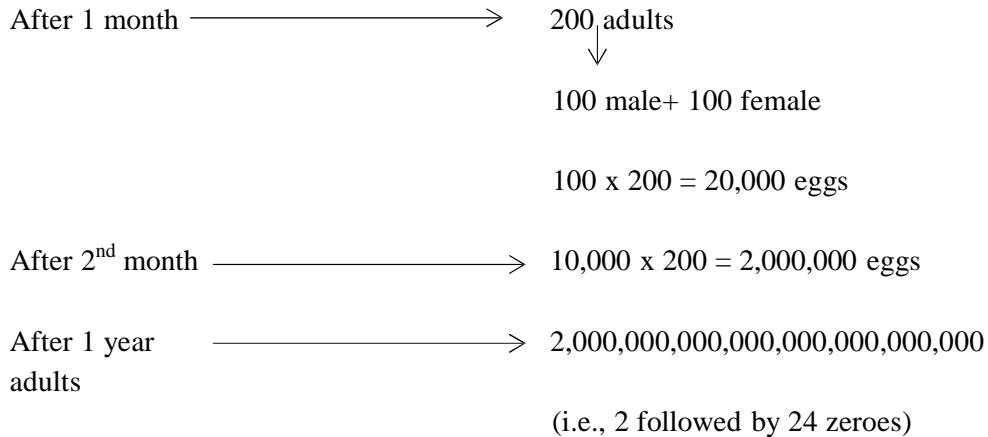 After 1 month 200 adults
100 male+ 100 female
100 x 200 = 20,000 eggs
After 2nd month 10,000 x 200 = 2,000,000 eggs
After 1 year 2,000,000,000,000,000,000,000,000
adults
(i.e., 2 followed by 24 zeroes)